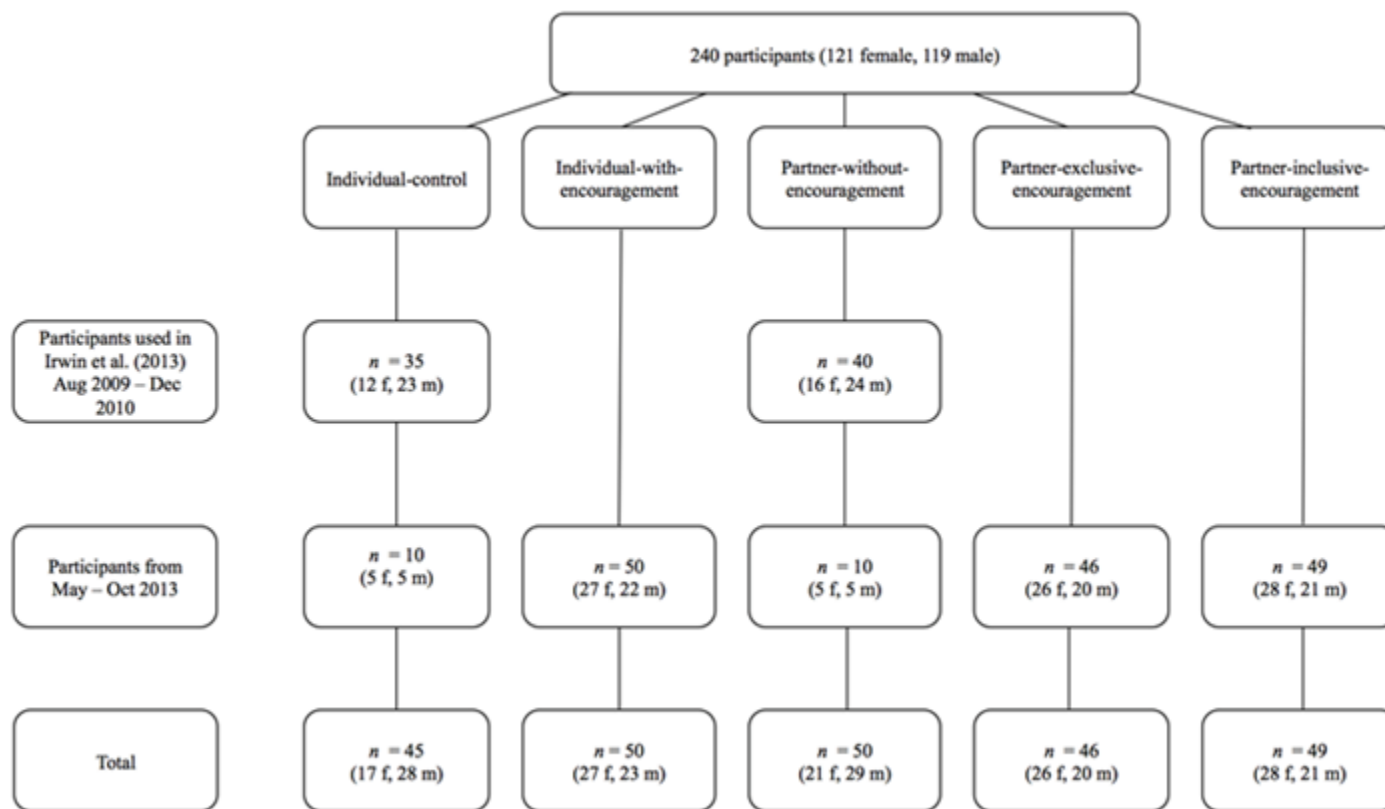 240 participants (121 female, 119 male)
Individual-control
Individual-with-
encouragement
Partner-without-
encouragement
Partner-exclusive-
encouragement
Partner-inclusive-
encouragement
Participants used in
Irwin et al. (2013)
Aug 2009 – Dec
2010
n = 35
(12 f, 23 m)
n = 40
(16 f, 24 m)
Participants from
May – Oct 2013
n = 10
(5 f, 5 m)
n = 50
(27 f, 22 m)
n = 10
(5 f, 5 m)
n = 46
(26 f, 20 m)
n = 49
(28 f, 21 m)
Total
n = 45
(17 f, 28 m)
n = 50
(27 f, 23 m)
n = 50
(21 f, 29 m)
n = 46
(26 f, 20 m)
n = 49
(28 f, 21 m)